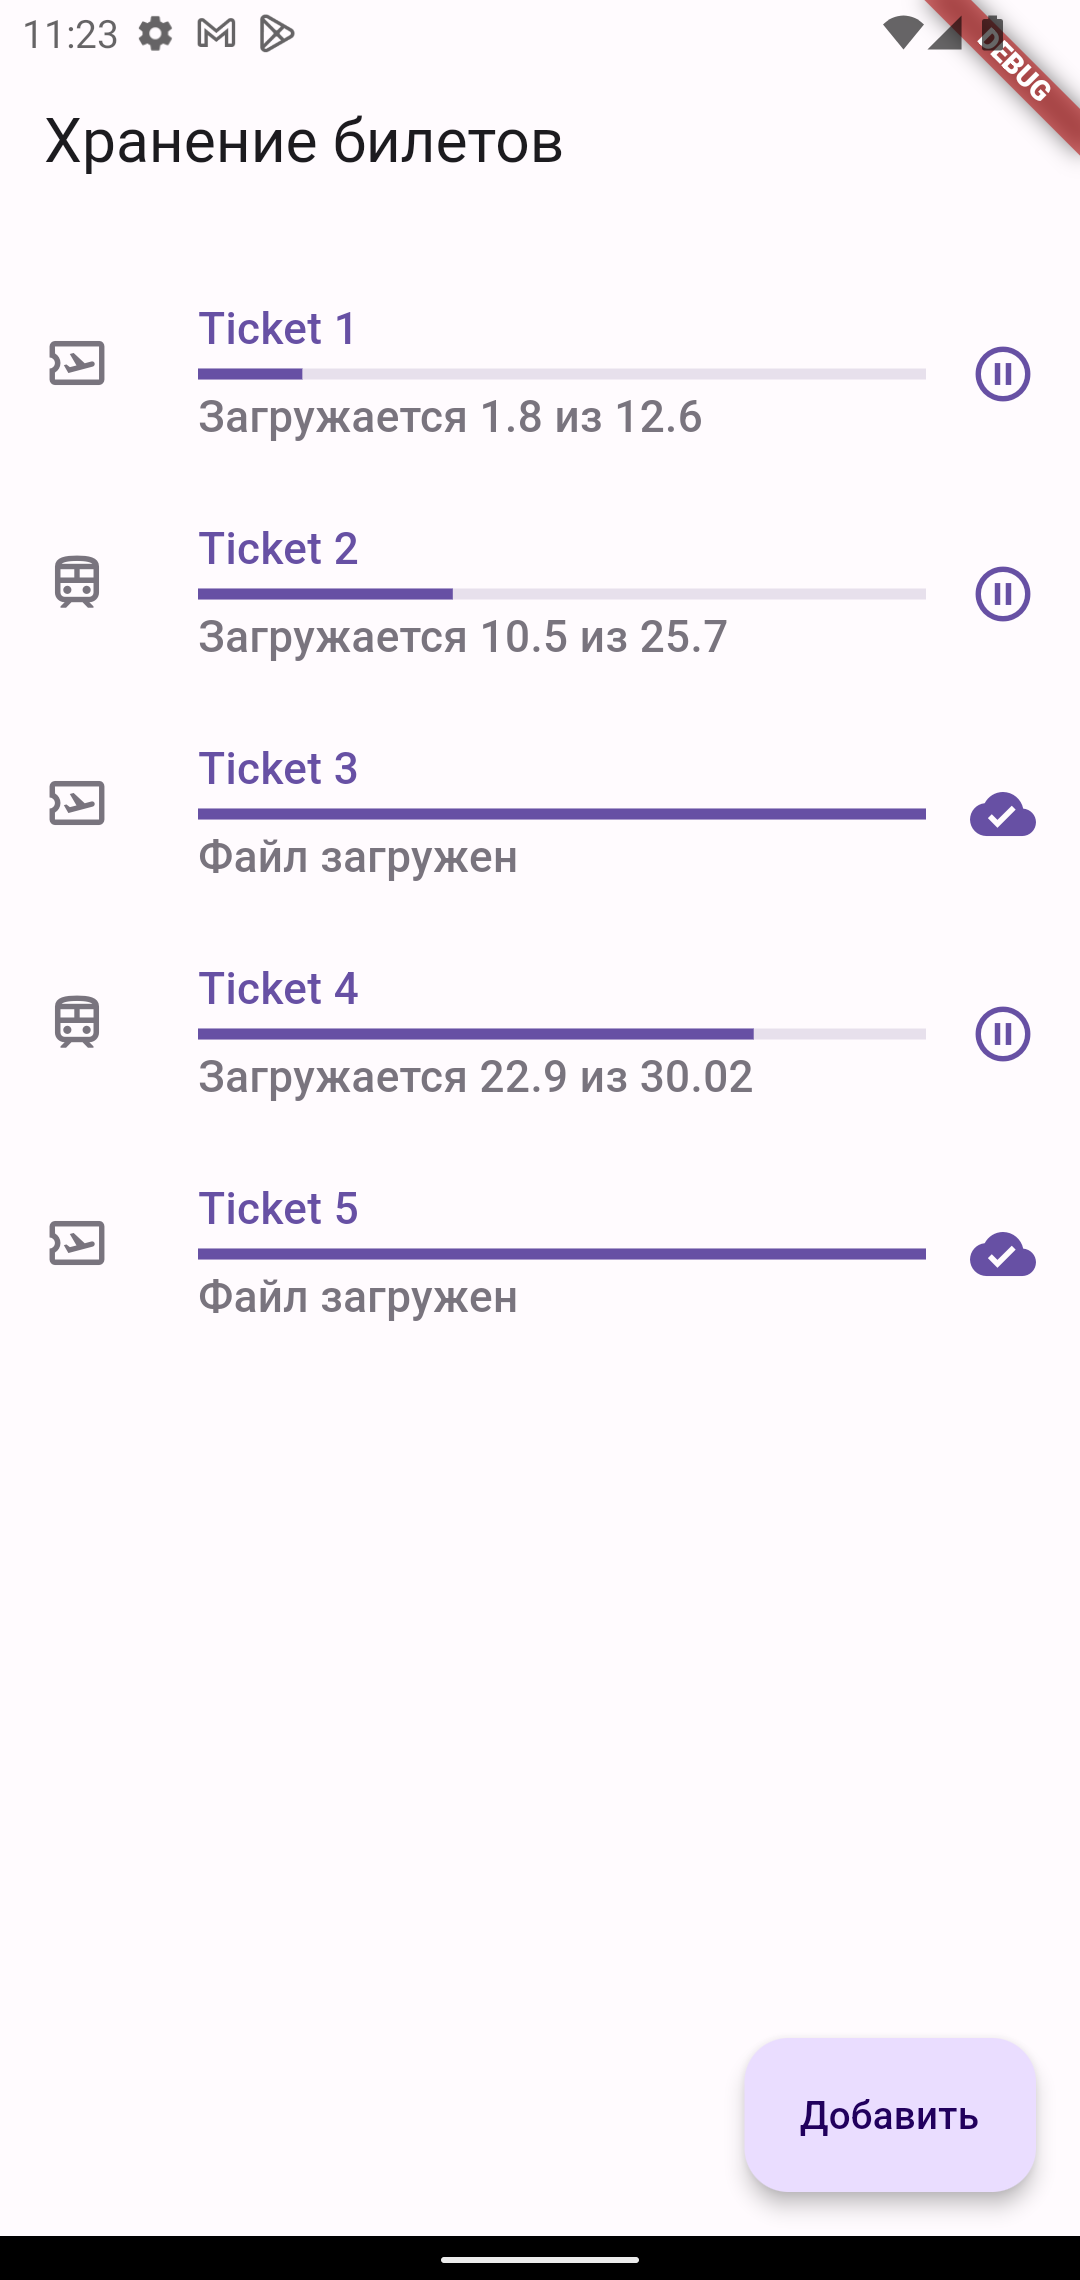 11:23
DEBUG
Хранение билетов
Ticket 1
Загружается 1.8 из 12.6
Ticket 2
Загружается 10.5 из 25.7
Ticket 3
Файл загружен
Ticket 4
Загружается 22.9 из 30.02
Ticket 5
Файл загружен
Добавить